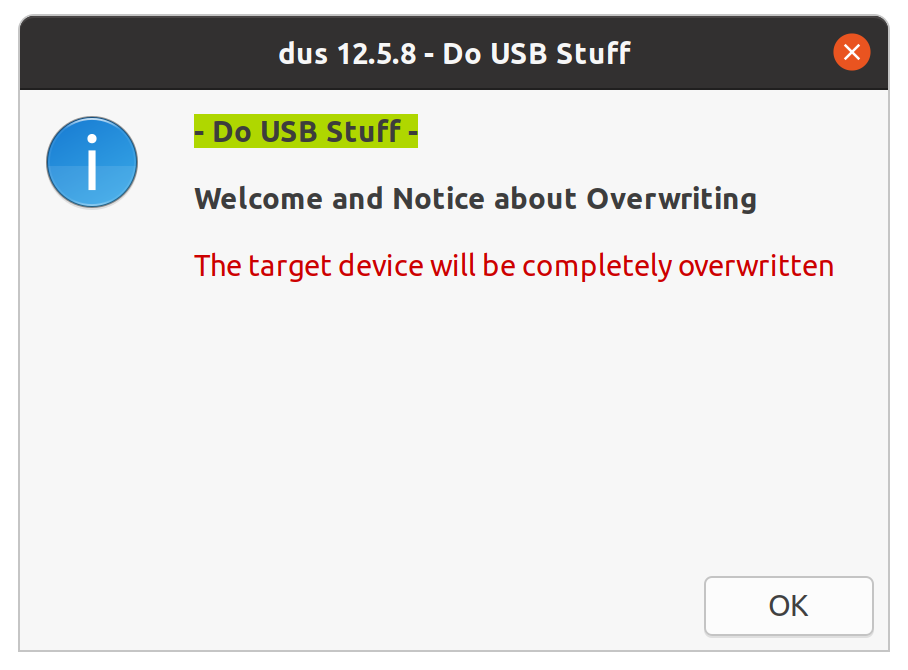 dus 12.5.8 - Do USB Stuff
- Do USB Stuff -
Welcome and Notice about Overwriting
The target device will be completely overwritten
OK